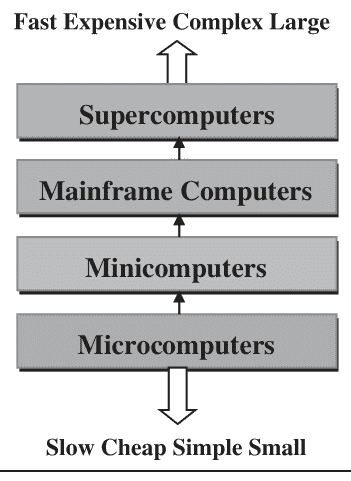 Fast Expensive Complex Large
Supercomputers
Mainframe Computers
Minicomputers
Microcomputers
Slow Cheap Simple Small